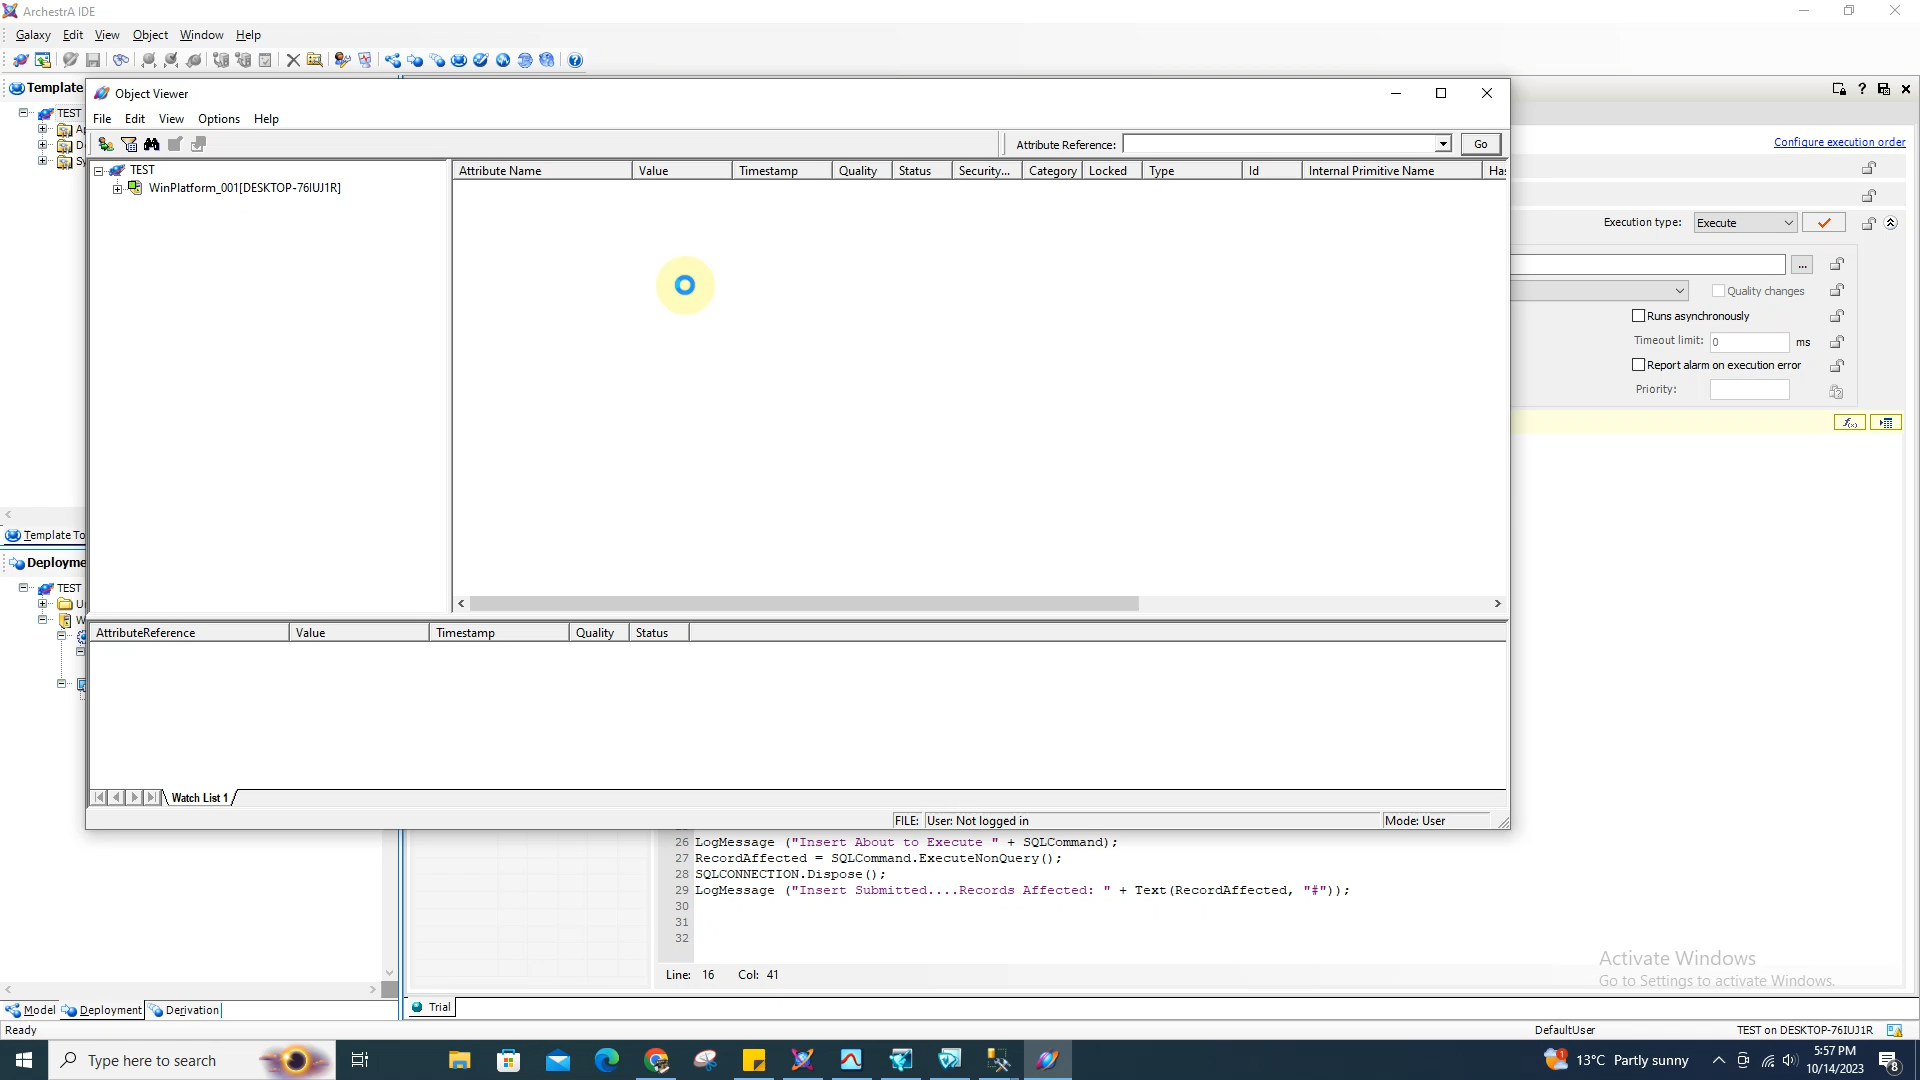 ArchestrA IDE
Galaxy Edit View Object Window Help
Template
TEST
Object Viewer
File Edit View Options Help
Attribute Reference: Go
TEST
WinPlatform_001[DESKTOP-76IUJ1R]
Attribute Name Value Timestamp Quality Status Security... Category Locked Type Id Internal Primitive Name Has
Configure execution order
Execution type: Execute
...
Quality changes
Runs asynchronously
Timeout limit: 0 ms
Report alarm on execution error
Priority:
Template To
Deployme
TEST
AttributeReference Value Timestamp Quality Status
Watch List 1
FILE: User: Not logged in Mode: User
26 LogMessage ("Insert About to Execute " + SQLCommand);
27 RecordAffected = SQLCommand.ExecuteNonQuery();
28 SQLCONNECTION.Dispose();
29 LogMessage ("Insert Submitted....Records Affected: " + Text(RecordAffected, "#"));
30
31
32
Line: 16 Col: 41
Activate Windows
Go to Settings to activate Windows.
Model Deployment Derivation
Trial
Ready DefaultUser TEST on DESKTOP-76IUJ1R
Type here to search
13°C Partly sunny
5:57 PM
10/14/2023
8